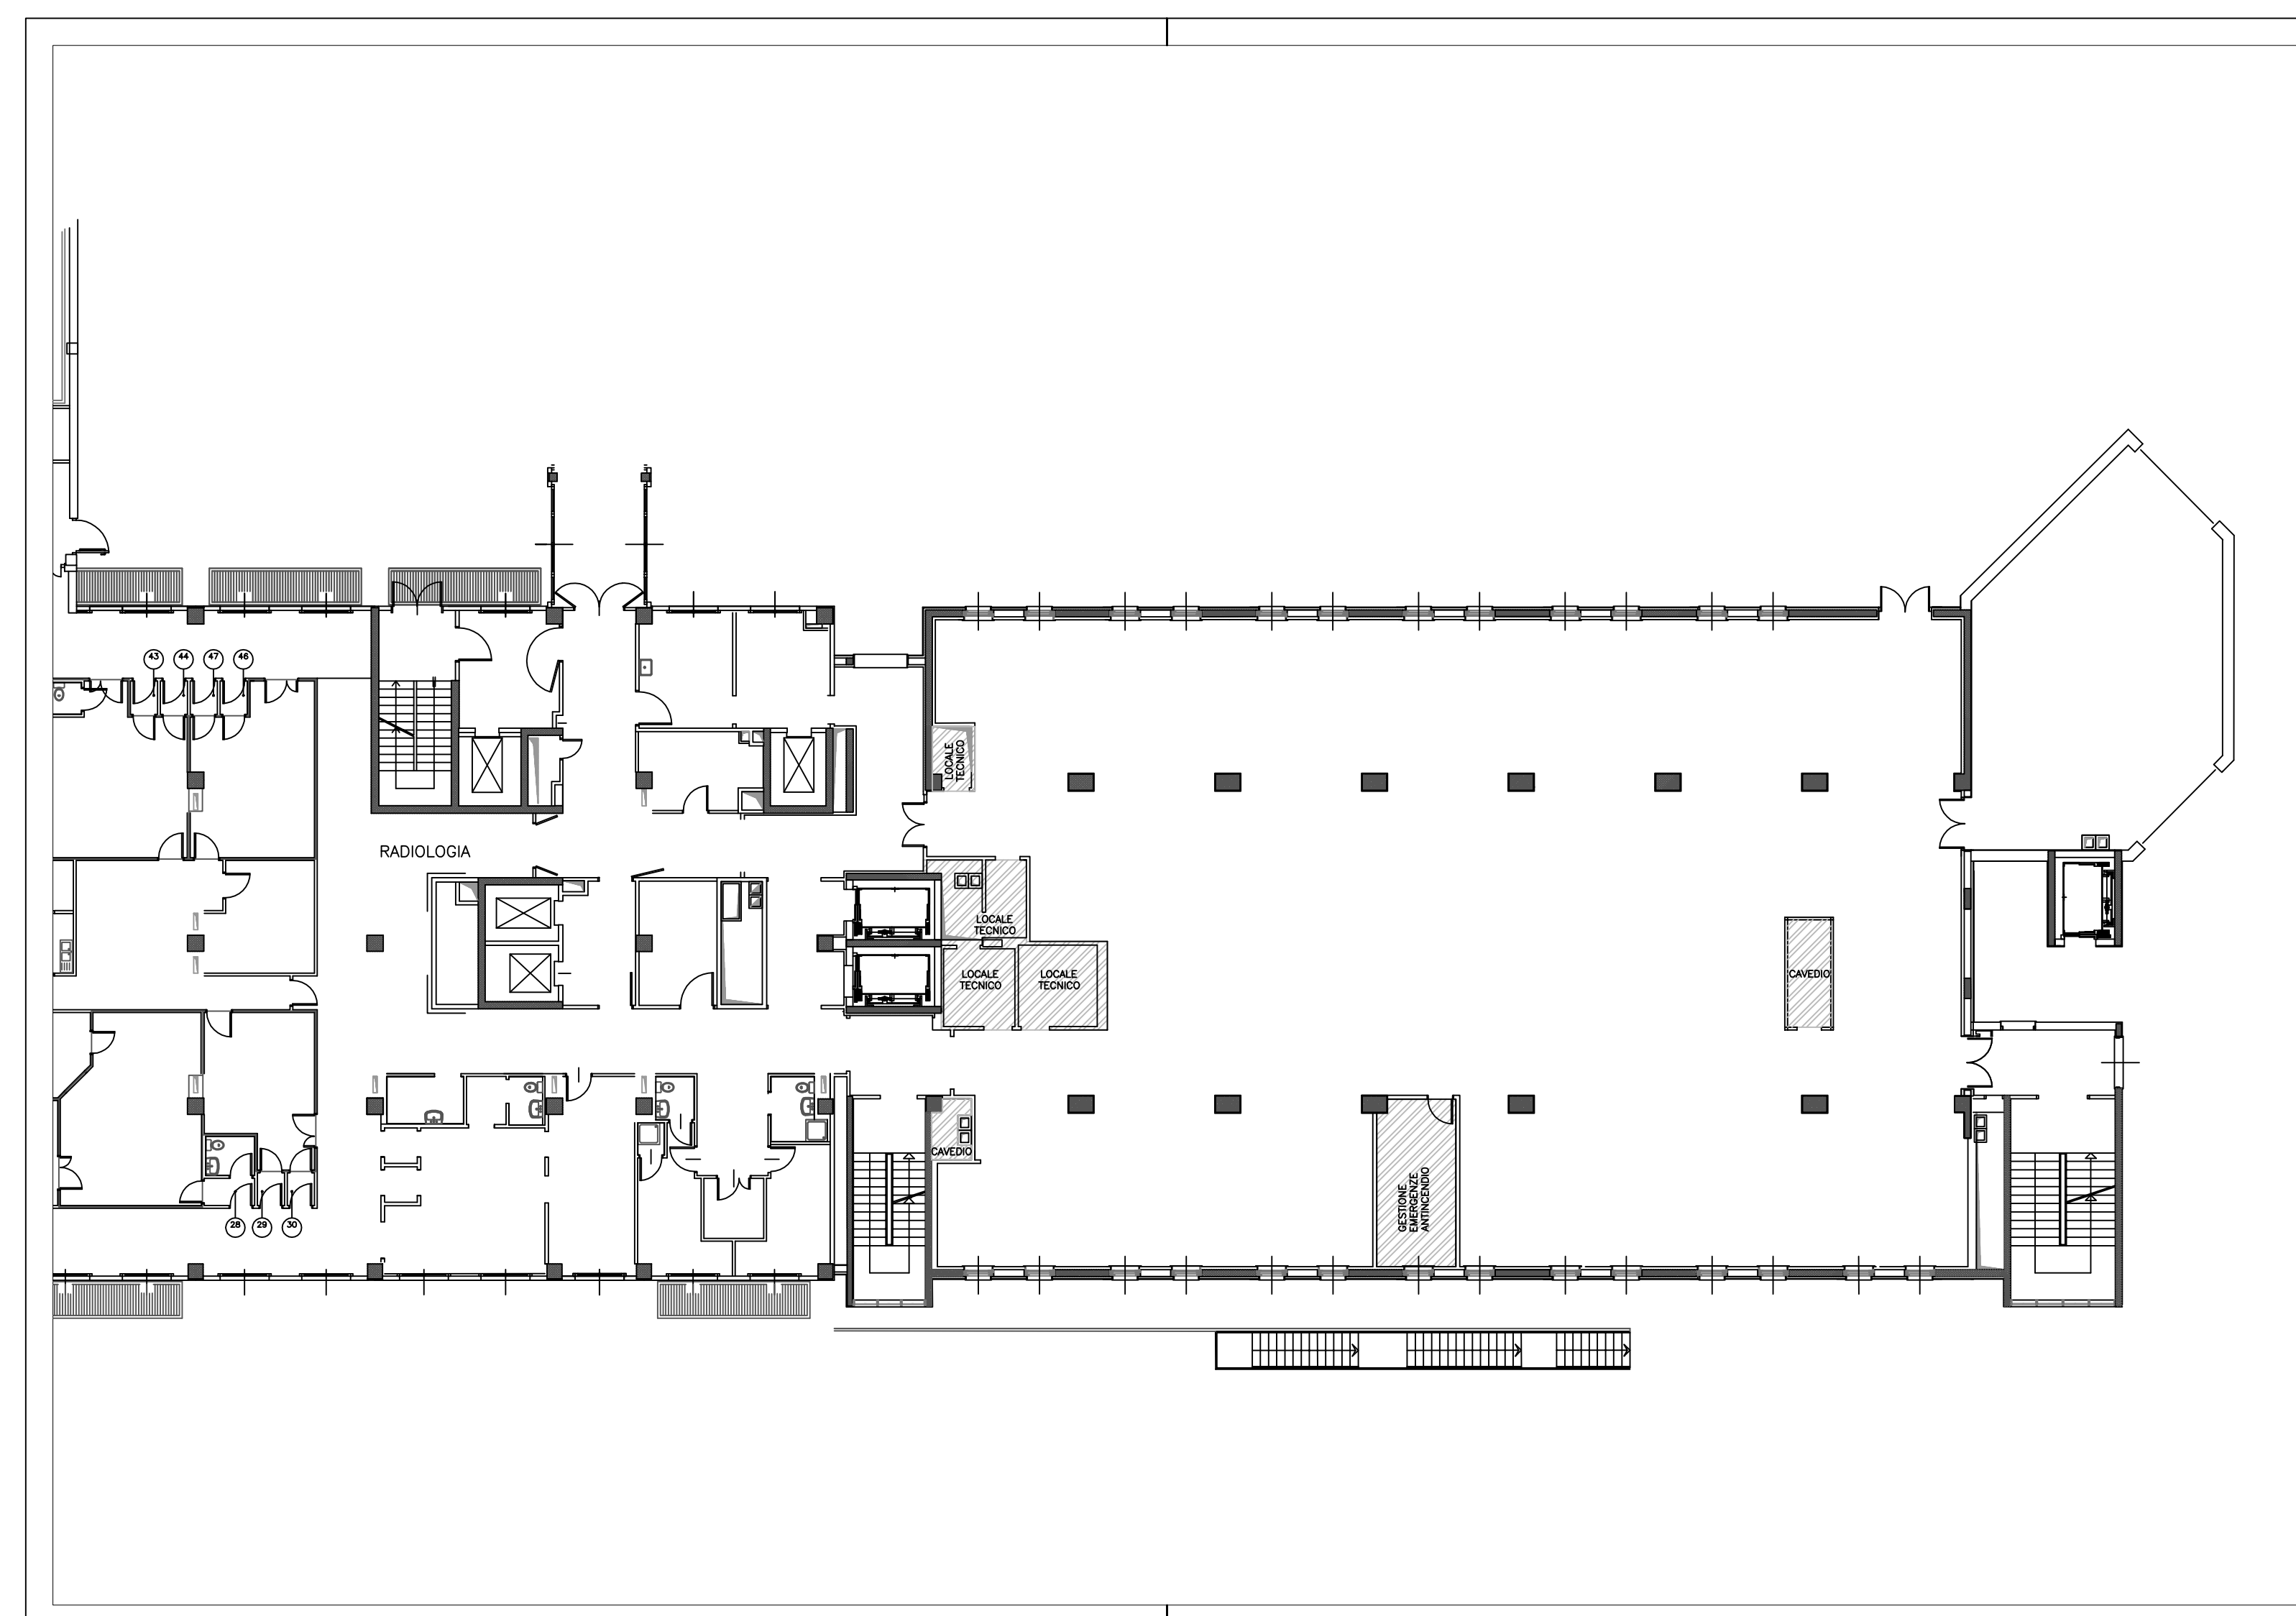 43 44 47 46
LOCALE
TECNICO
RADIOLOGIA
LOCALE
TECNICO
LOCALE
TECNICO
LOCALE
TECNICO
CAVEDIO
CAVEDIO
GESTIONE
EMERGENZE
ANTINCENDIO
28 29 30